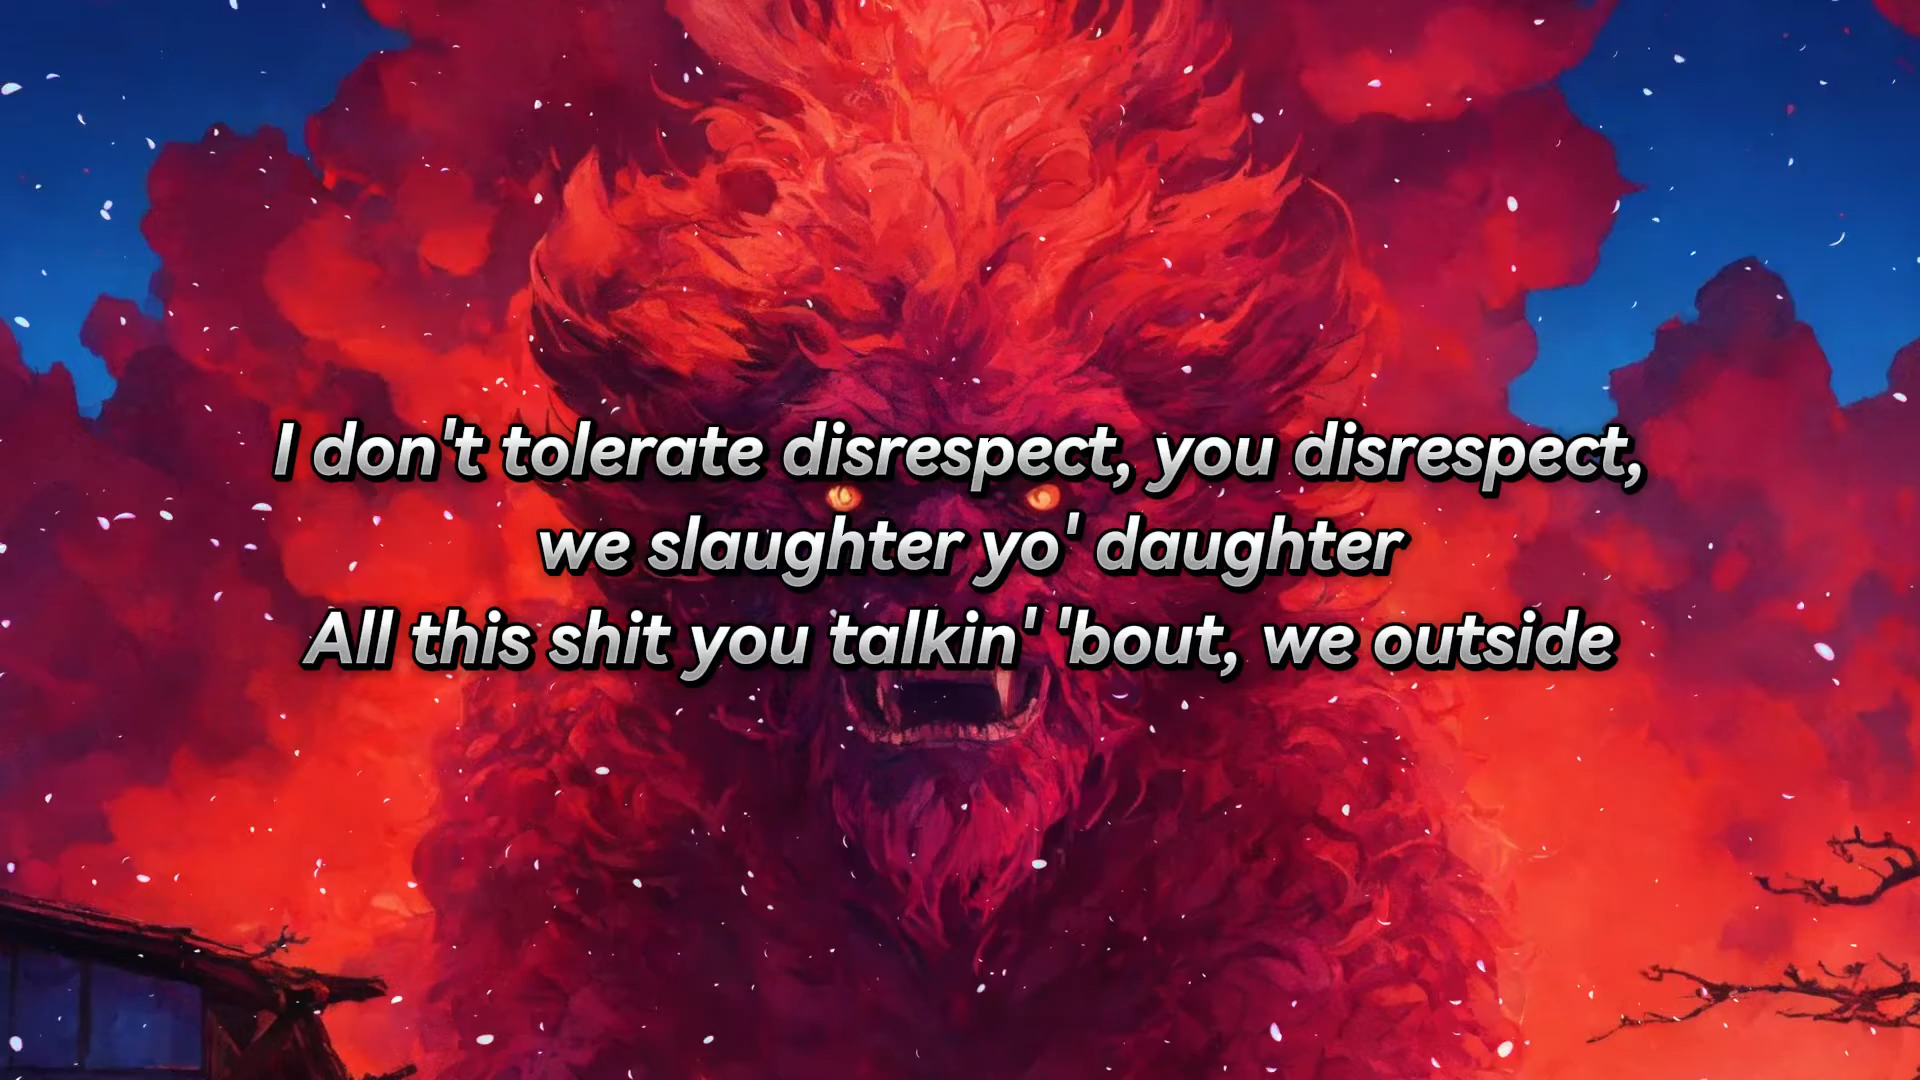 I don't tolerate disrespect, you disrespect,
we slaughter yo' daughter
All this shit you talkin' 'bout, we outside